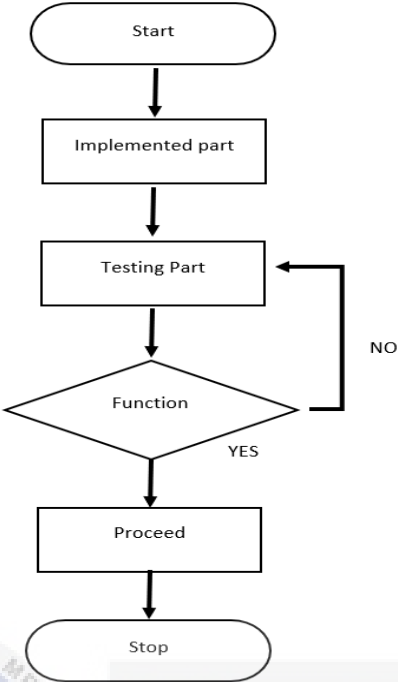 Start
Implemented part
Testing Part
NO
Function
YES
Proceed
Stop